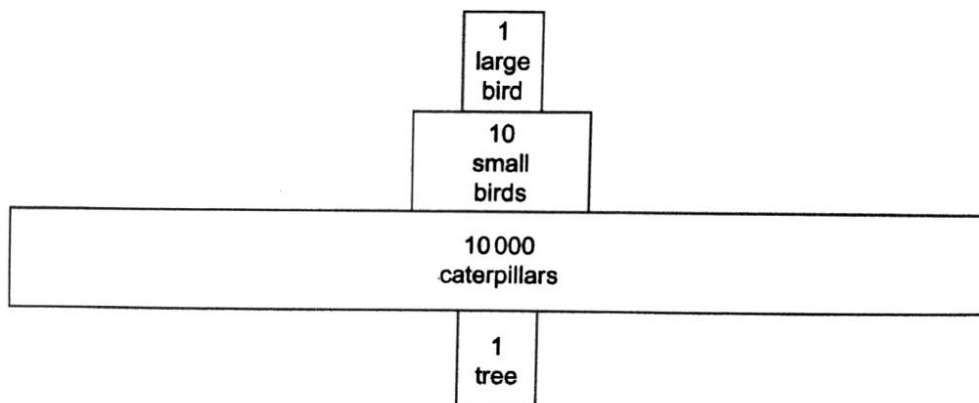 1
large
bird
10
small
birds
10 000
caterpillars
1
tree